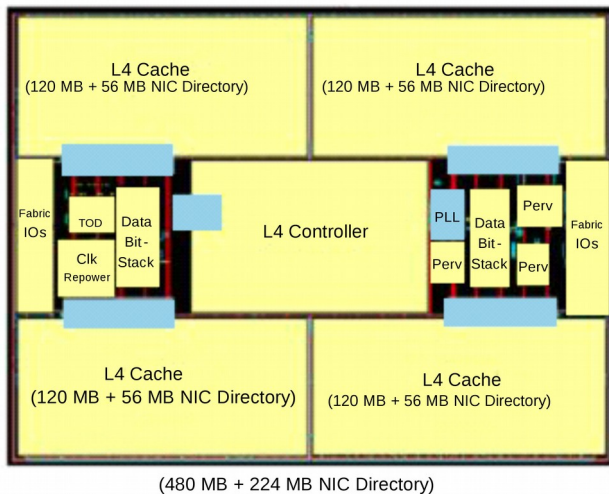 L4 Cache
(120 MB + 56 MB NIC Directory)
L4 Cache
(120 MB + 56 MB NIC Directory)
Fabric
IOs
TOD
Clk
Repower
Data
Bit-
Stack
L4 Controller
PLL
Perv
Data
Bit-
Stack
Perv
Perv
Fabric
IOs
L4 Cache
(120 MB + 56 MB NIC Directory)
L4 Cache
(120 MB + 56 MB NIC Directory)
(480 MB + 224 MB NIC Directory)